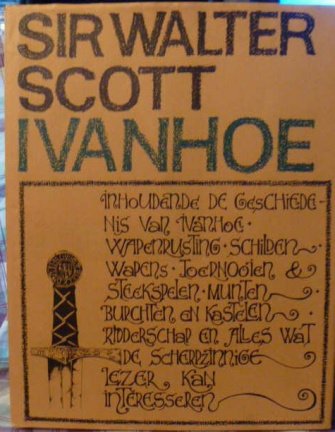 SIR WALTER
SCOTT
IVANHOE
INHOUDENDE DE GESCHIEDE-
NIS VAN IVANHOE·
WAPENRUSTING·SCHILDEN
WAPENS·TOERNOOIEN &
STEEKSPELEN·MUNTEN
BURCHTEN EN KASTELEN
RIDDERSCHAP EN ALLES WAT
DE SCHERPZINNIGE
LEZER KAN
INTERESSEREN